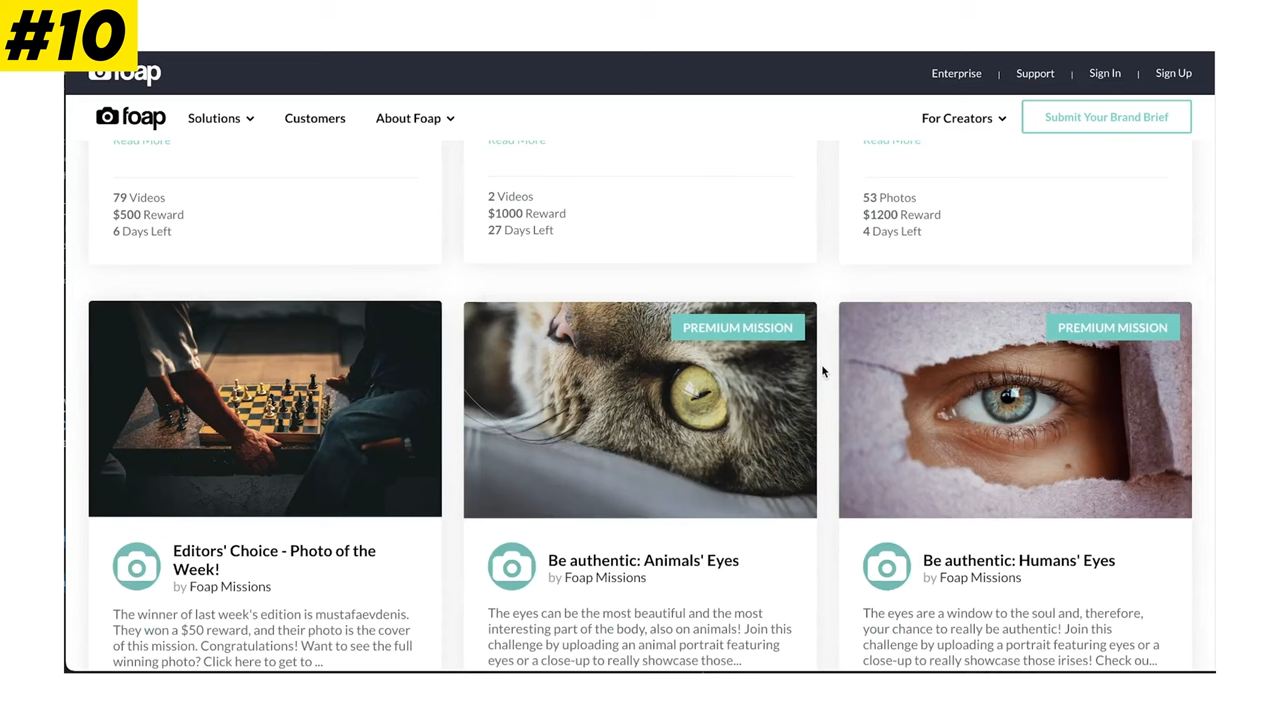 #10
foap
Enterprise | Support | Sign In | Sign Up
foap Solutions Customers About Foap For Creators Submit Your Brand Brief
Read More
Read More
Read More
79 Videos
$500 Reward
6 Days Left
2 Videos
$1000 Reward
27 Days Left
53 Photos
$1200 Reward
4 Days Left
Editors' Choice - Photo of the
Week!
by Foap Missions
The winner of last week's edition is mustafaevdenis.
They won a $50 reward, and their photo is the cover
of this mission. Congratulations! Want to see the full
winning photo? Click here to get to ...
PREMIUM MISSION
Be authentic: Animals' Eyes
by Foap Missions
The eyes can be the most beautiful and the most
interesting part of the body, also on animals! Join this
challenge by uploading an animal portrait featuring
eyes or a close-up to really showcase those...
PREMIUM MISSION
Be authentic: Humans' Eyes
by Foap Missions
The eyes are a window to the soul and, therefore,
your chance to really be authentic! Join this
challenge by uploading a portrait featuring eyes or a
close-up to really showcase those irises! Check ou...